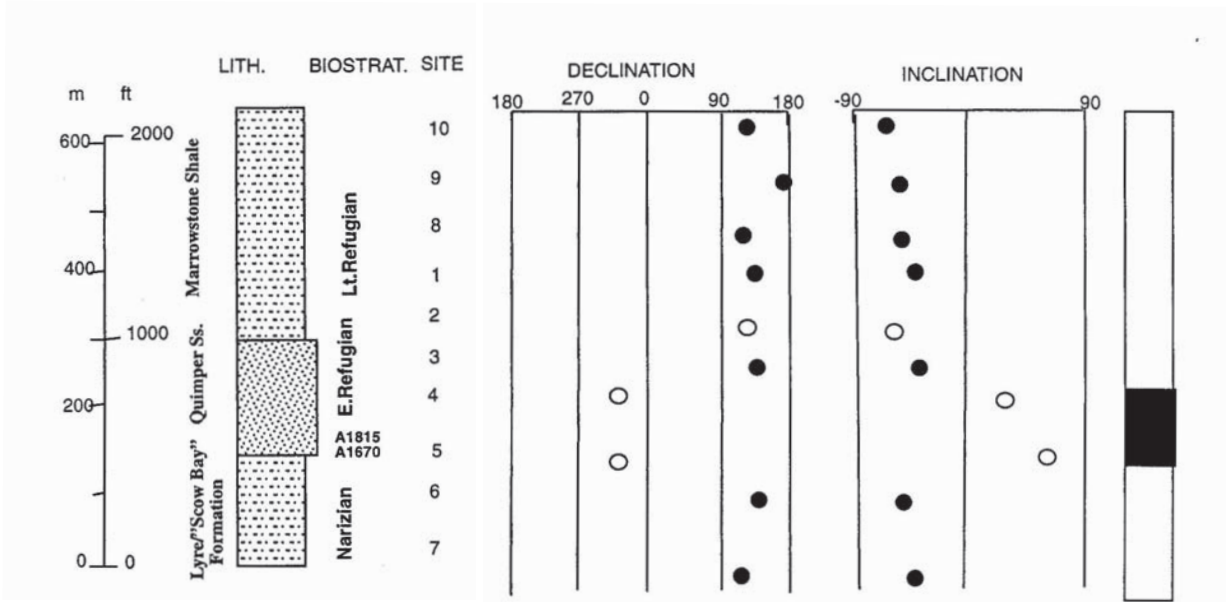 LITH. BIOSTRAT. SITE
DECLINATION
INCLINATION
m ft
180 270 0 90 180
-90 90
600 2000
400
1000
200
0 0
Marrowstone Shale
Quimper Ss.
Lyre/"Scow Bay"
Formation
Lt.Refugian
E.Refugian
A1815
A1670
Narizian
10
9
8
1
2
3
4
5
6
7